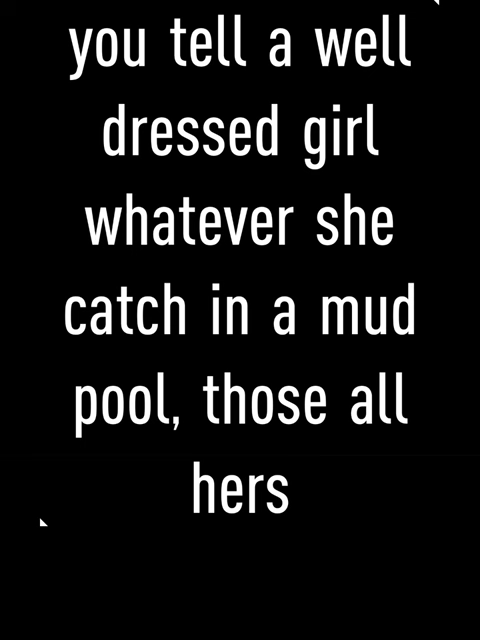 you tell a well
dressed girl
whatever she
catch in a mud
pool, those all
hers